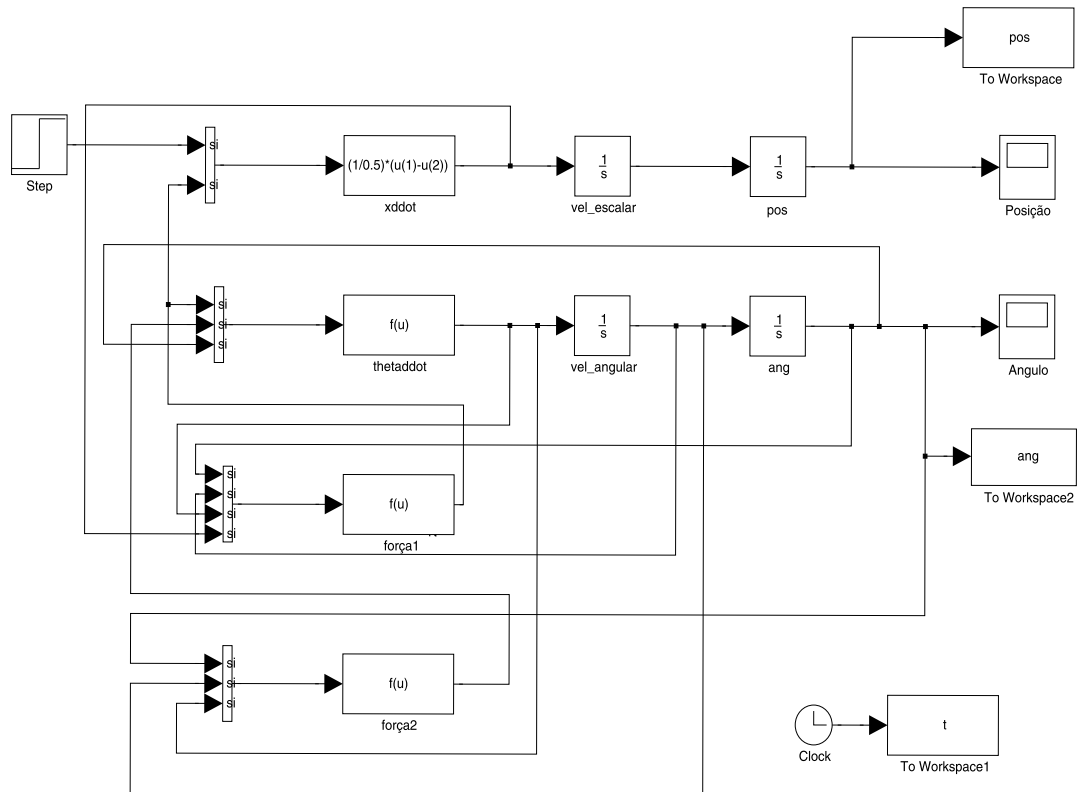 pos
To Workspace
Step
si
si
(1/0.5)*(u(1)-u(2))
xddot
1
s
vel_escalar
1
s
pos
Posição
si
si
si
f(u)
thetaddot
1
s
vel_angular
1
s
ang
Angulo
ang
To Workspace2
si
si
si
si
f(u)
força1
si
si
si
f(u)
força2
Clock
t
To Workspace1